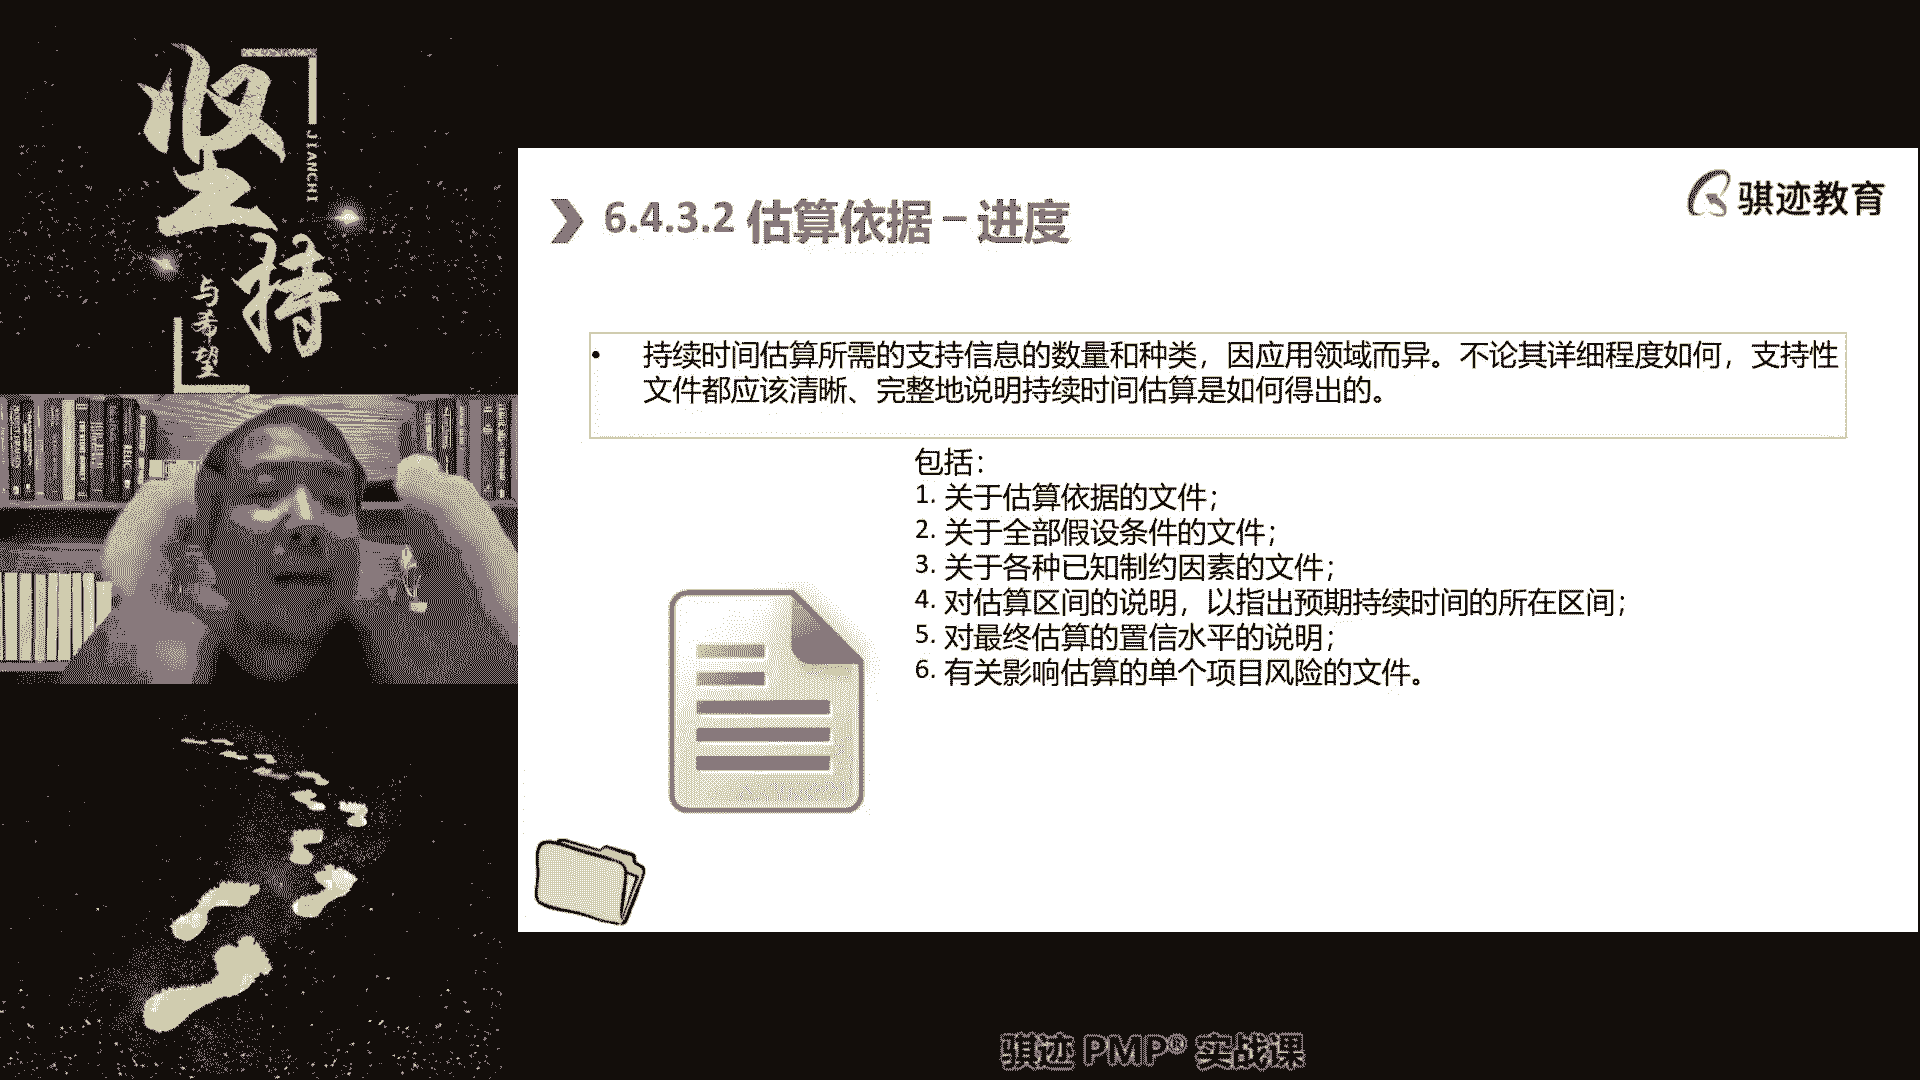 坚持
JIANCHI
与希望
骐迹教育
6.4.3.2 估算依据 – 进度
• 持续时间估算所需的支持信息的数量和种类，因应用领域而异。不论其详细程度如何，支持性
文件都应该清晰、完整地说明持续时间估算是如何得出的。
包括：
1. 关于估算依据的文件；
2. 关于全部假设条件的文件；
3. 关于各种已知制约因素的文件；
4. 对估算区间的说明，以指出预期持续时间的所在区间；
5. 对最终估算的置信水平的说明；
6. 有关影响估算的单个项目风险的文件。
骐迹 PMP® 实战课